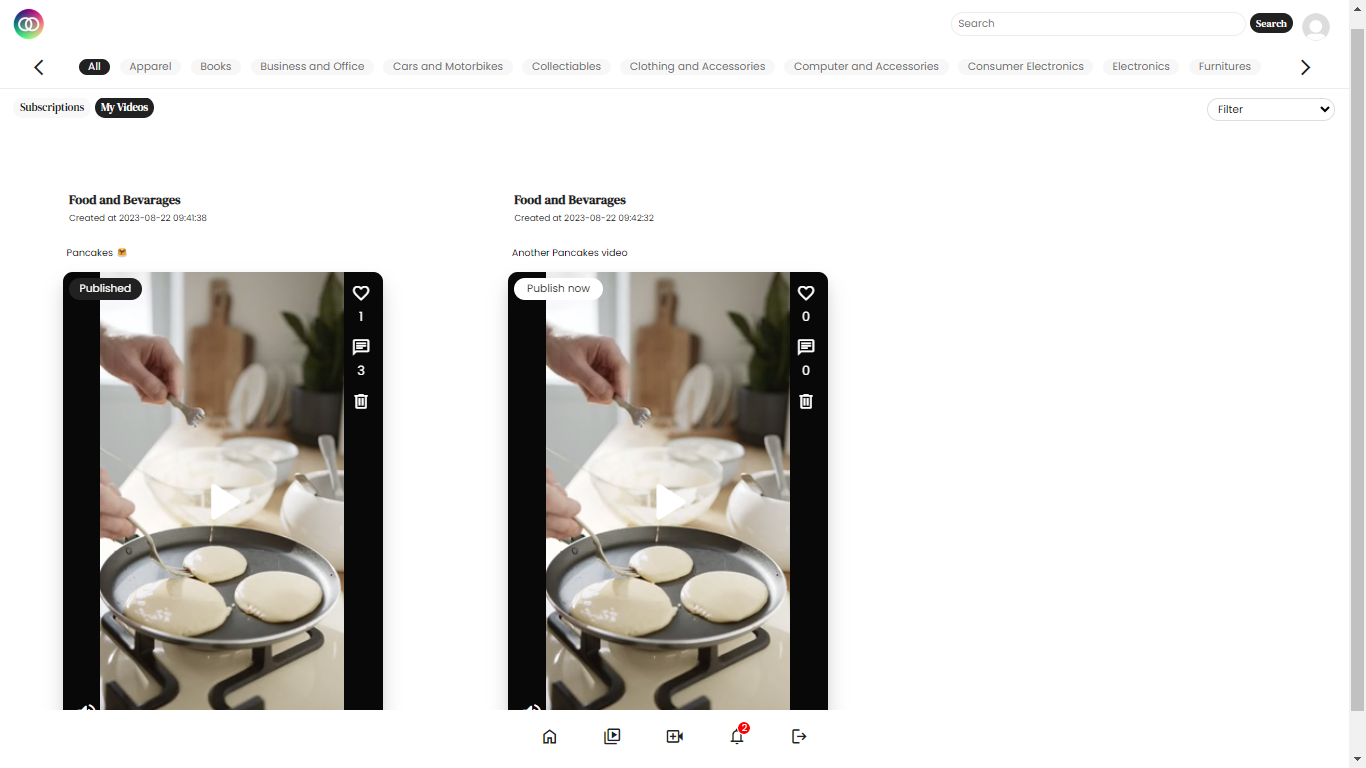 Search Search
All Apparel Books Business and Office Cars and Motorbikes Collectiables Clothing and Accessories Computer and Accessories Consumer Electronics Electronics Furnitures
Subscriptions My Videos Filter
Food and Bevarages
Created at 2023-08-22 09:41:38
Pancakes 🥞
Published
1
3
Food and Bevarages
Created at 2023-08-22 09:42:32
Another Pancakes video
Publish now
0
0
2